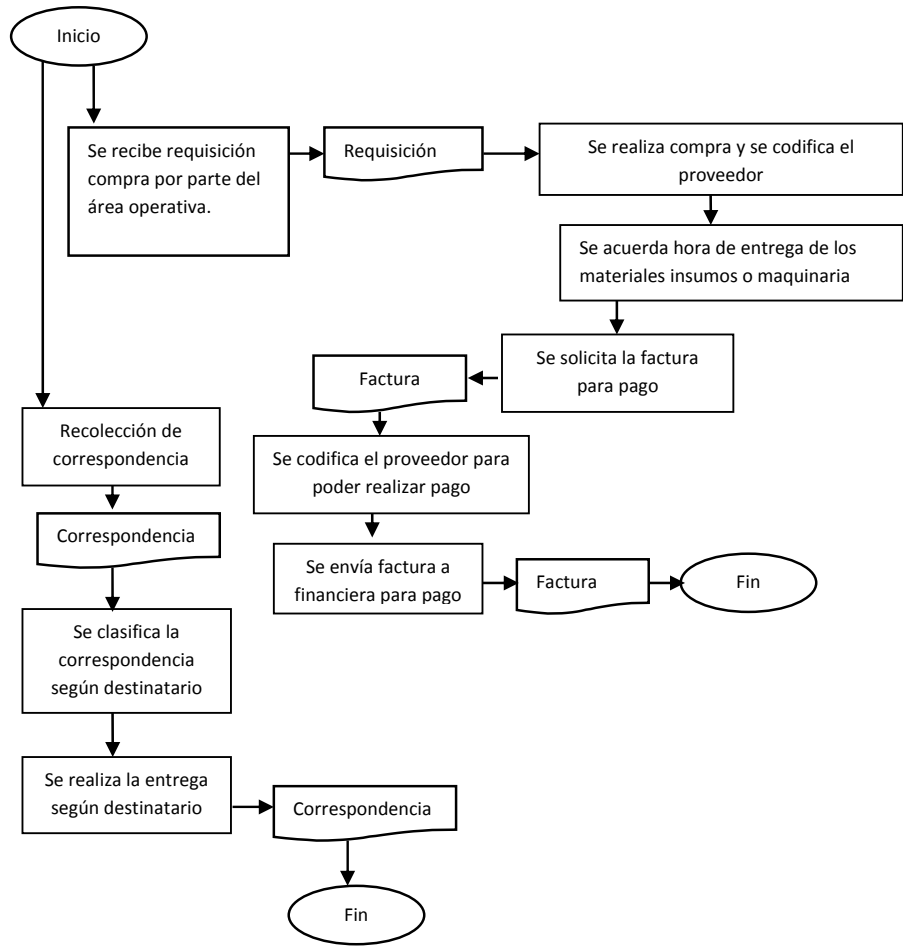 Inicio
Se recibe requisición
compra por parte del
área operativa.
Requisición
Se realiza compra y se codifica el
proveedor
Se acuerda hora de entrega de los
materiales insumos o maquinaria
Se solicita la factura
para pago
Factura
Se codifica el proveedor para
poder realizar pago
Se envía factura a
financiera para pago
Factura
Fin
Recolección de
correspondencia
Correspondencia
Se clasifica la
correspondencia
según destinatario
Se realiza la entrega
según destinatario
Correspondencia
Fin